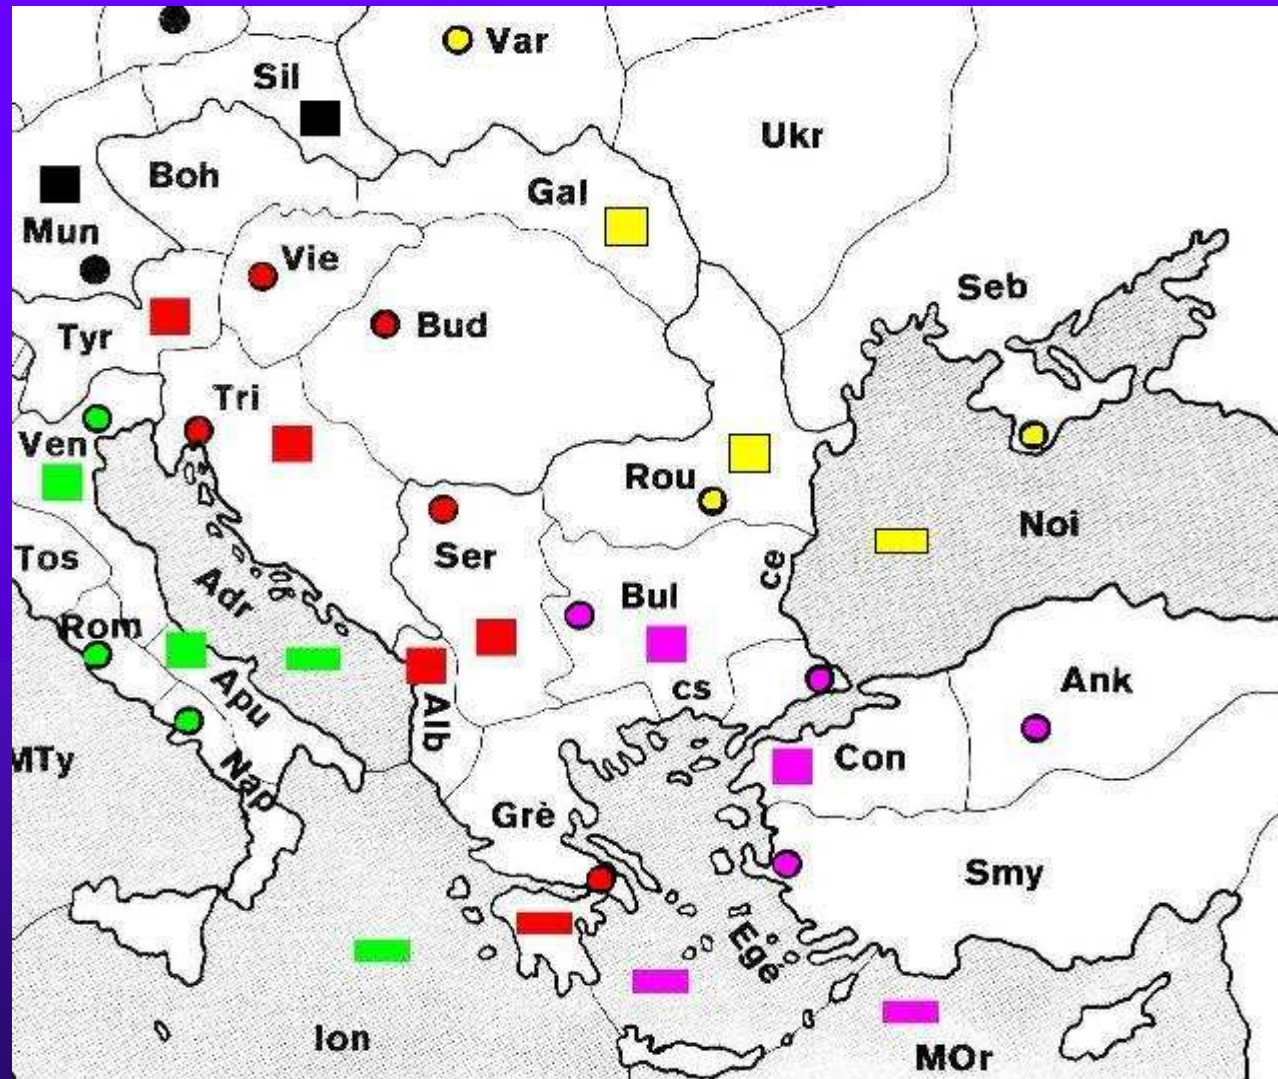 Var
Sil
Ukr
Boh
Gal
Mun
Vie
Seb
Tyr
Bud
Tri
Ven
Rou
Noi
Tos
Ser
ce
Adr
Bul
Rom
cs
Ank
Apu
Alb
MTy
Nap
Con
Grè
Smy
Egé
Ion
MOr